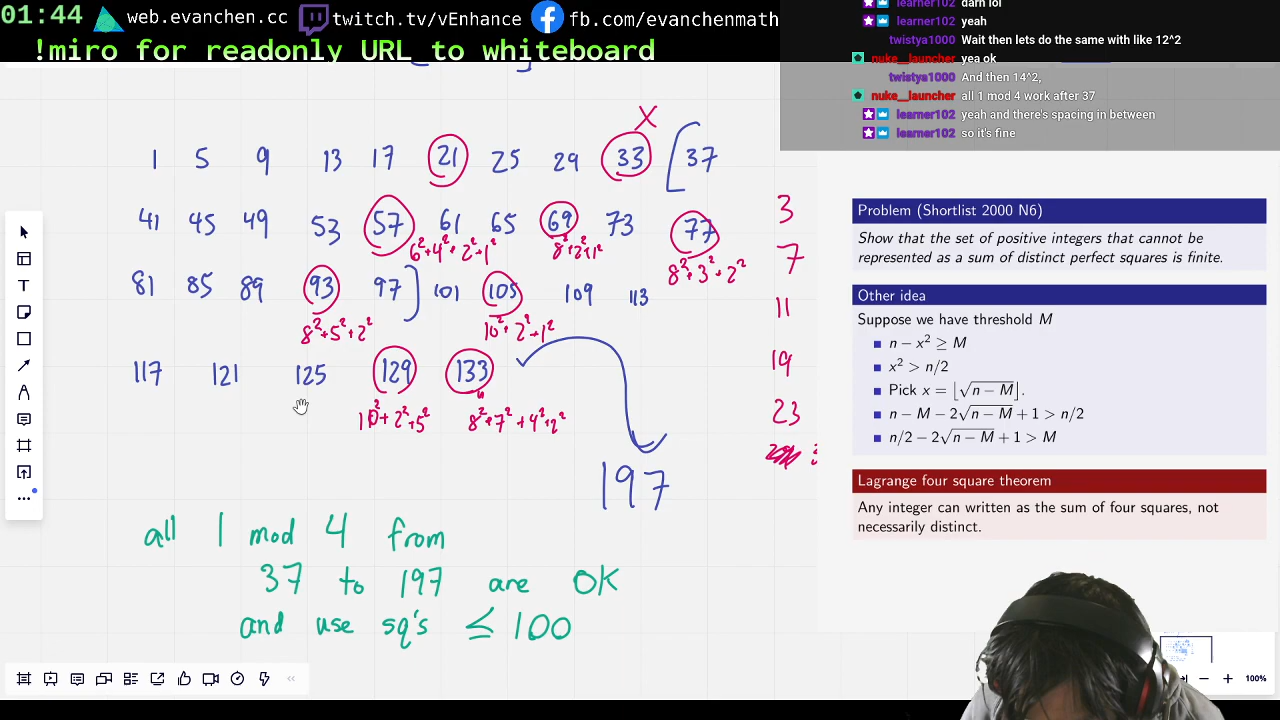 01:44 web.evanchen.cc twitch.tv/vEnhance fb.com/evanchenmath
!miro for readonly URL to whiteboard
learner102 darn lol
learner102 yeah
twistya1000 Wait then lets do the same with like 12^2
nuke__launcher yea ok
twistya1000 And then 14^2,
nuke__launcher all 1 mod 4 work after 37
learner102 yeah and there's spacing in between
learner102 so it's fine
X
1 5 9 13 17 21 25 29 33 [37
41 45 49 53 57 61 65 69 73 77
6²+4²+2²+1² 8²+2²+1² 8²+3²+2²
81 85 89 93 97] 101 105 109 113
8²+5²+2² 10²+2²+1²
117 121 125 129 133
10²+2²+5² 8²+7²+4²+2²
197
3
7
11
19
23
all 1 mod 4 from
37 to 197 are OK
and use sq's ≤ 100
Problem (Shortlist 2000 N6)
Show that the set of positive integers that cannot be
represented as a sum of distinct perfect squares is finite.
Other idea
Suppose we have threshold M
n − x² ≥ M
x² > n/2
Pick x = ⌊√(n − M)⌋.
n − M − 2√(n − M) + 1 > n/2
n/2 − 2√(n − M) + 1 > M
Lagrange four square theorem
Any integer can written as the sum of four squares, not
necessarily distinct.
100%